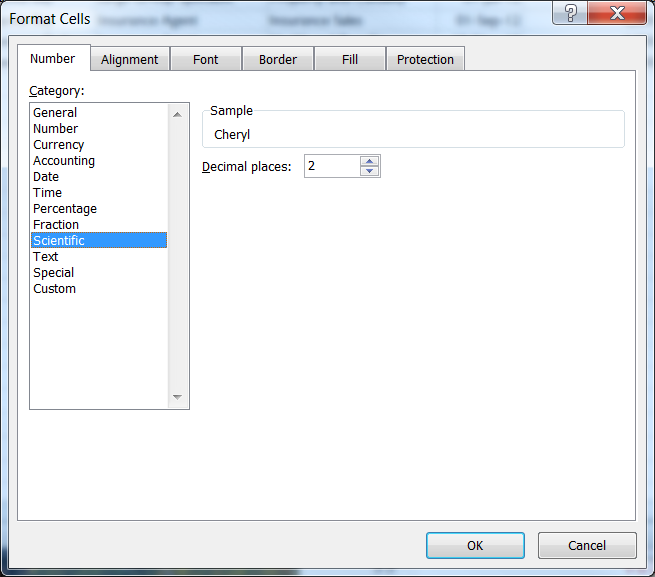 Insurance Agent Insurance Sales 01-Sep-12
Format Cells
Number Alignment Font Border Fill Protection
Category:
General
Number
Currency
Accounting
Date
Time
Percentage
Fraction
Scientific
Text
Special
Custom
Sample
Cheryl
Decimal places: 2
OK Cancel